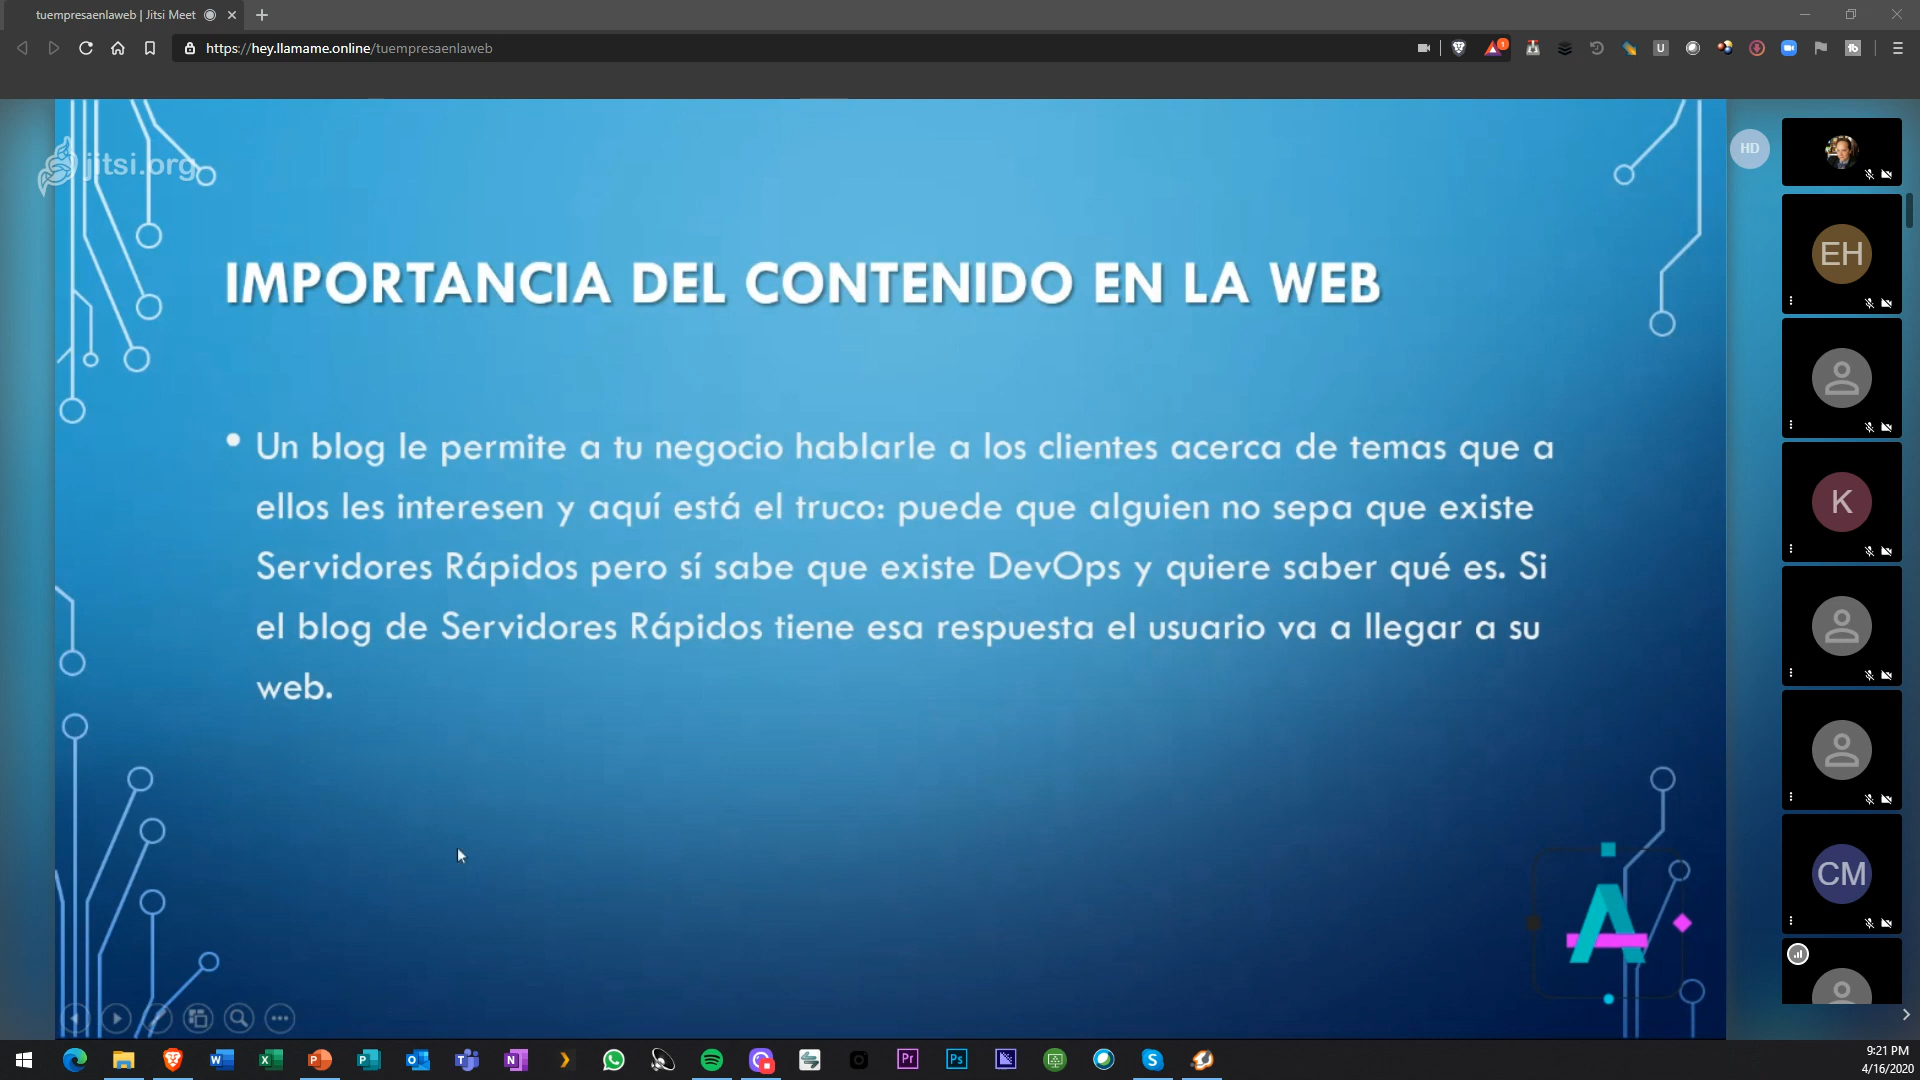 tuempresaenlaweb | Jitsi Meet
https://hey.llamame.online/tuempresaenlaweb
1
U
jitsi.org
HD
IMPORTANCIA DEL CONTENIDO EN LA WEB
• Un blog le permite a tu negocio hablarle a los clientes acerca de temas que a
ellos les interesen y aquí está el truco: puede que alguien no sepa que existe
Servidores Rápidos pero sí sabe que existe DevOps y quiere saber qué es. Si
el blog de Servidores Rápidos tiene esa respuesta el usuario va a llegar a su
web.
EH
K
CM
A
Pr
Ps
9:21 PM
4/16/2020